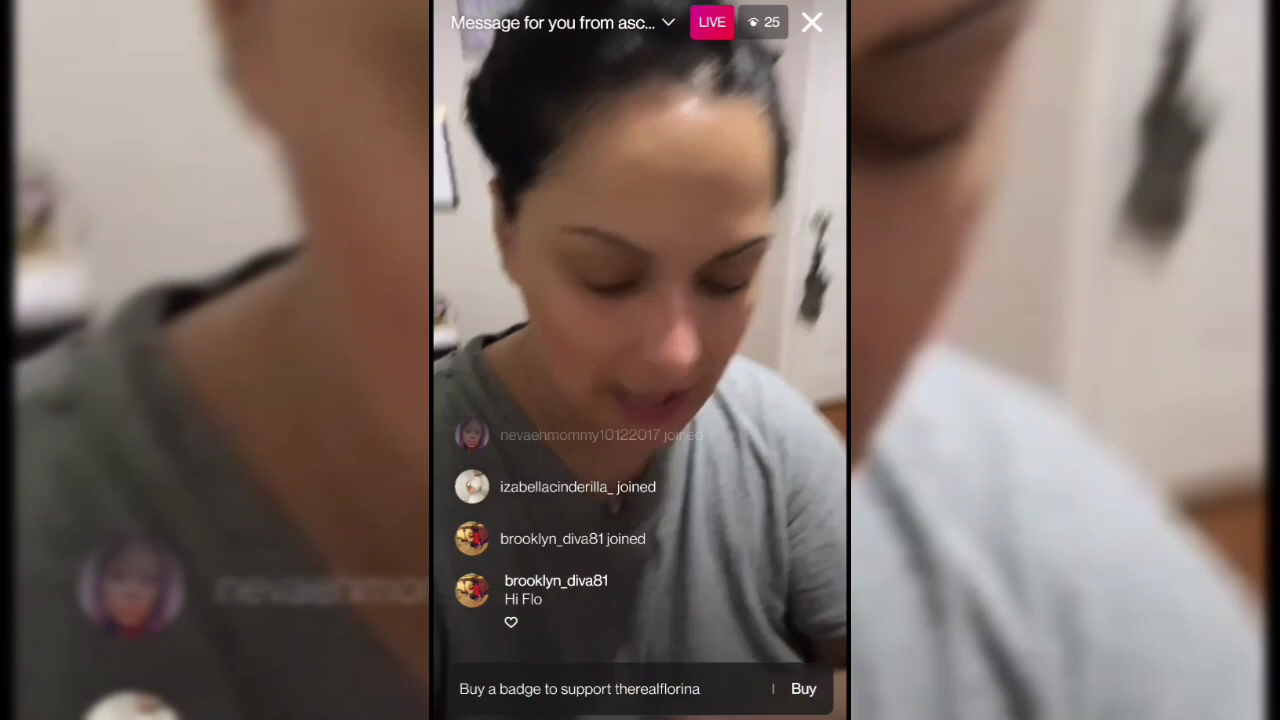 Message for you from asc...
LIVE
25
nevaehmommy10122017 joined
izabellacinderilla_ joined
brooklyn_diva81 joined
brooklyn_diva81
Hi Flo
Buy a badge to support therealflorina
Buy